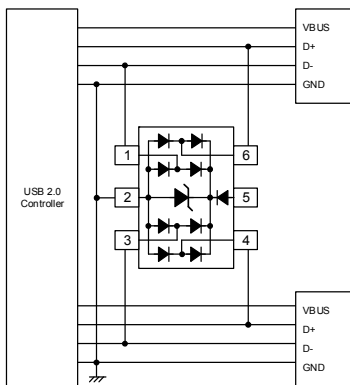 VBUS
D+
D-
GND
1
6
USB 2.0
Controller
2
5
3
4
VBUS
D+
D-
GND